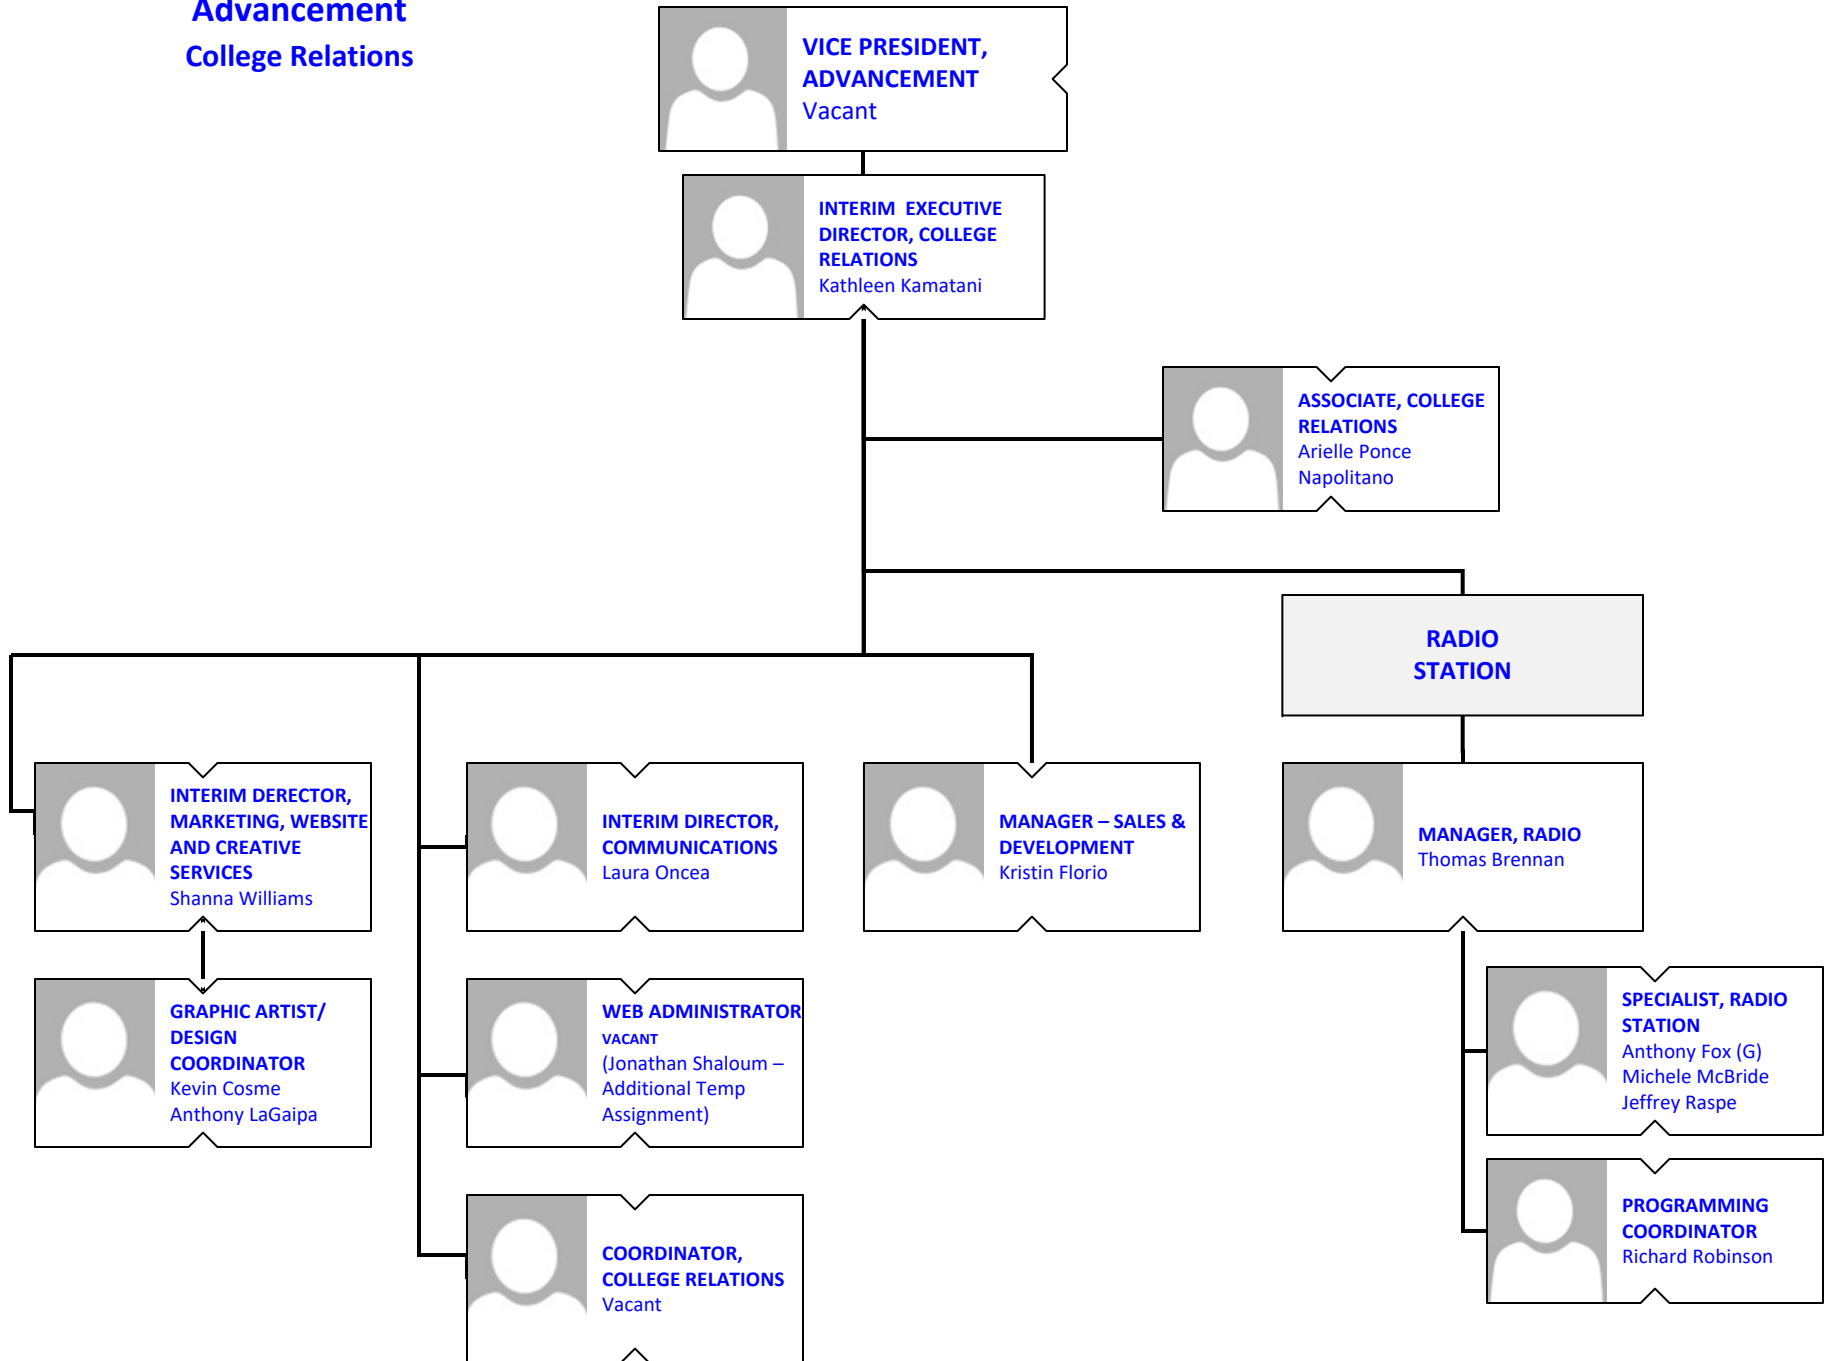 Advancement
College Relations
VICE PRESIDENT,
ADVANCEMENT
Vacant
INTERIM  EXECUTIVE
DIRECTOR, COLLEGE
RELATIONS
Kathleen Kamatani
ASSOCIATE, COLLEGE
RELATIONS
Arielle Ponce
Napolitano
RADIO
STATION
INTERIM DERECTOR,
MARKETING, WEBSITE
AND CREATIVE
SERVICES
Shanna Williams
INTERIM DIRECTOR,
COMMUNICATIONS
Laura Oncea
MANAGER – SALES &
DEVELOPMENT
Kristin Florio
MANAGER, RADIO
Thomas Brennan
GRAPHIC ARTIST/
DESIGN
COORDINATOR
Kevin Cosme
Anthony LaGaipa
WEB ADMINISTRATOR
VACANT
(Jonathan Shaloum –
Additional Temp
Assignment)
SPECIALIST, RADIO
STATION
Anthony Fox (G)
Michele McBride
Jeffrey Raspe
COORDINATOR,
COLLEGE RELATIONS
Vacant
PROGRAMMING
COORDINATOR
Richard Robinson